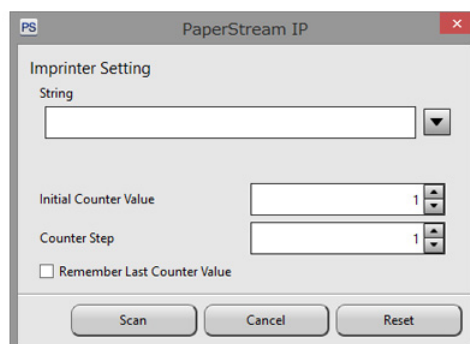 PS PaperStream IP
Imprinter Setting
String
Initial Counter Value 1
Counter Step 1
Remember Last Counter Value
Scan Cancel Reset